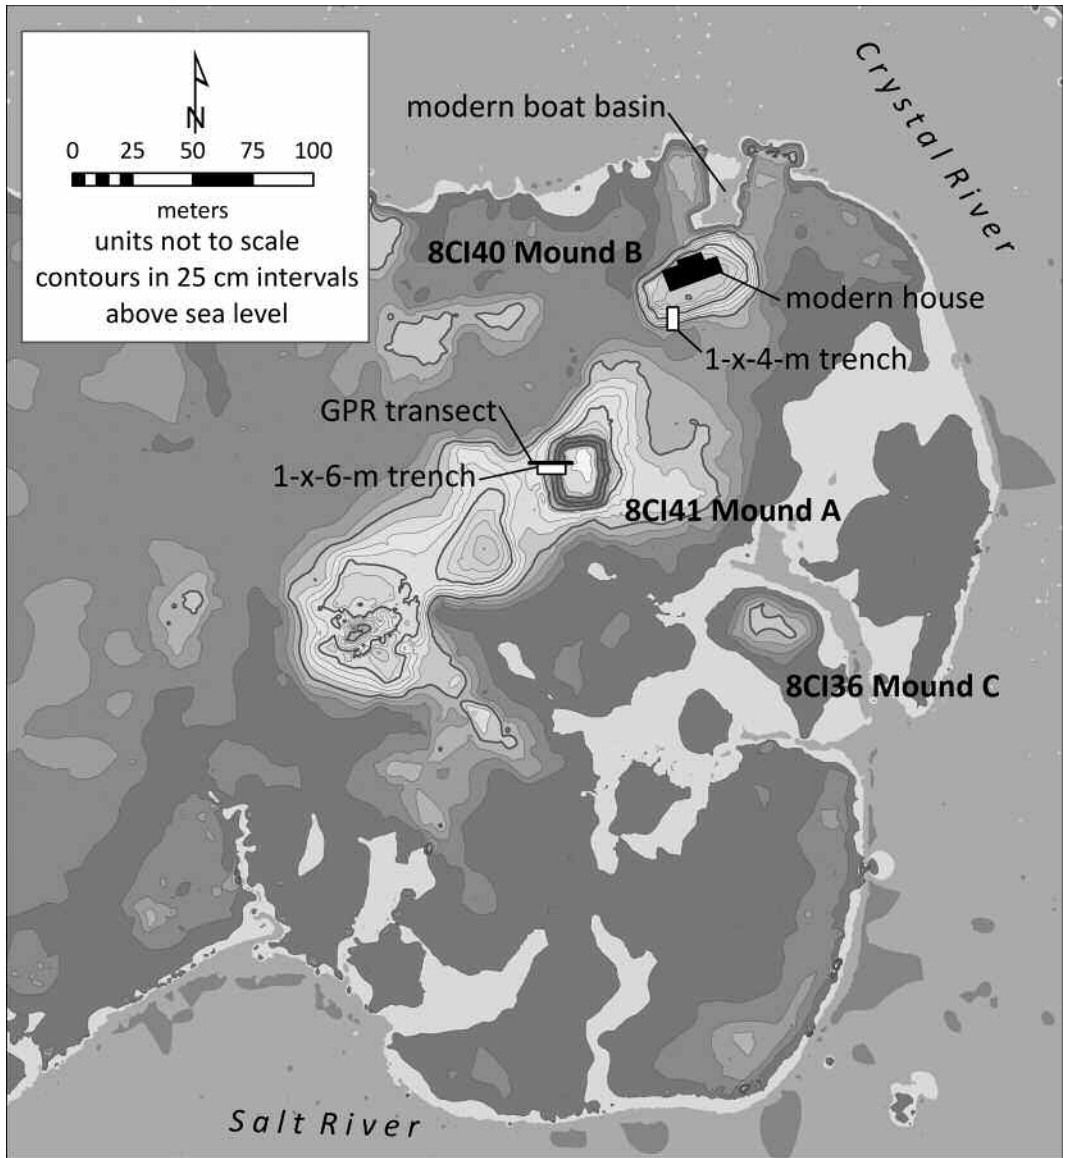 N
0 25 50 75 100
meters
units not to scale
contours in 25 cm intervals
above sea level
Crystal River
modern boat basin
8CI40 Mound B
modern house
1-x-4-m trench
GPR transect
1-x-6-m trench
8CI41 Mound A
8CI36 Mound C
Salt River